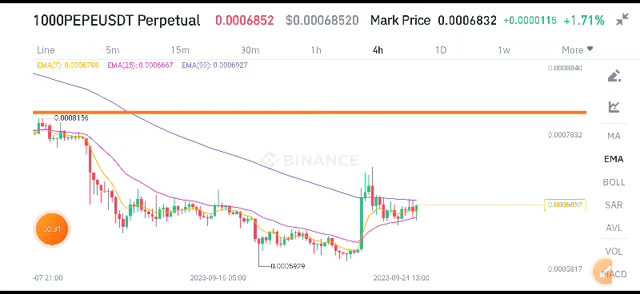 1000PEPEUSDT Perpetual 0.0006852 $0.00068520 Mark Price 0.0006832 +0.0000115 +1.71%
Line 5m 15m 30m 1h 4h 1D 1w More
EMA(7): 0.0006788 EMA(25): 0.0006667 EMA(99): 0.0006927
0.0008840
0.0008156
0.0007832
MA
BINANCE
EMA
BOLL
0.0006857
SAR
00:31
AVL
VOL
0.0005979
0.0005817
MACD
-07 21:00 2023-09-16 05:00 2023-09-24 13:00